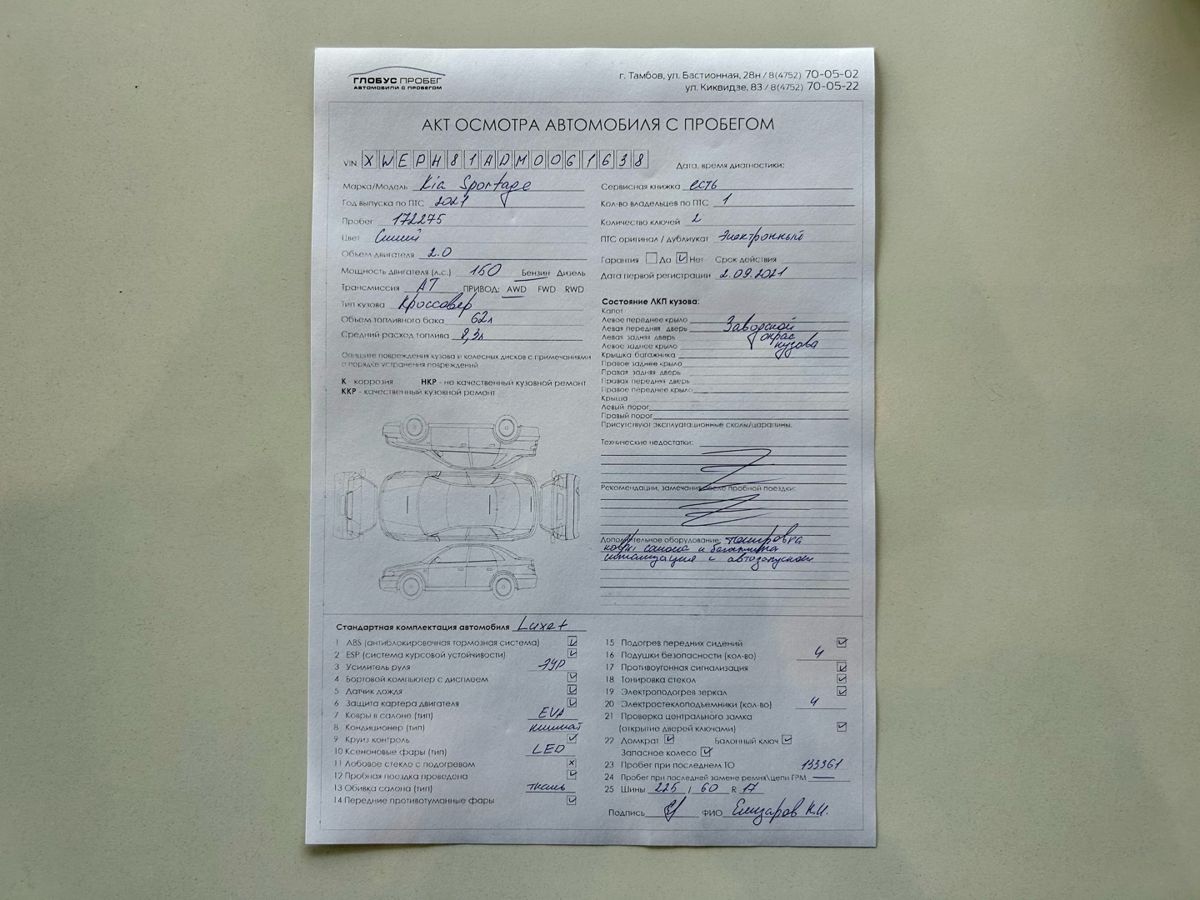 ГЛОБУС ПРОБЕГ
АВТОМОБИЛИ С ПРОБЕГОМ
г. Тамбов, ул. Бастионная, 28н / 8(4752) 70-05-02
ул. Киквидзе, 83 / 8(4752) 70-05-22
АКТ ОСМОТРА АВТОМОБИЛЯ С ПРОБЕГОМ
VIN XWEPH81ADM0061638
Дата, время диагностики:
Марка/Модель Kia Sportage
Год выпуска по ПТС 2021
Пробег 172275
Цвет Синий
Объем двигателя 2.0
Мощность двигателя (л.с.) 150 Бензин Дизель
Трансмиссия АТ ПРИВОД: AWD FWD RWD
Тип кузова Кроссовер
Объем топливного бака 62л
Средний расход топлива 8,3л
Опишите повреждения кузова и колесных дисков с примечаниями
о порядке устранения повреждений
К коррозия НКР - не качественный кузовной ремонт
ККР - качественный кузовной ремонт
Сервисная книжка есть
Кол-во владельцев по ПТС 1
Количество ключей 2
ПТС оригинал / дубликат Электронный
Гарантия Да Нет Срок действия
Дата первой регистрации 2.09.2021
Состояние ЛКП кузова:
Капот
Левое переднее крыло
Левая передняя дверь Заводской
Левая задняя дверь окрас
Левое заднее крыло кузова
Крышка багажника
Правое заднее крыло
Правая задняя дверь
Правая передняя дверь
Правое переднее крыло
Крыша
Левый порог
Правый порог
Присутствуют эксплуатационные сколы/царапины.
Технические недостатки:
Рекомендации, замечания после пробной поездки:
Дополнительное оборудование: тонировка
ковры салона и багажника
сигнализация с автозапуском
Стандартная комплектация автомобиля Luxe+
1 ABS (антиблокировочная тормозная система)
2 ESP (система курсовой устойчивости)
3 Усилитель руля ЭУР
4 Бортовой компьютер с дисплеем
5 Датчик дождя
6 Защита картера двигателя
7 Ковры в салоне (тип) EVA
8 Кондиционер (тип) климат
9 Круиз контроль
10 Ксеноновые фары (тип) LED
11 Лобовое стекло с подогревом
12 Пробная поездка проведена
13 Обивка салона (тип) ткань
14 Передние противотуманные фары
15 Подогрев передних сидений
16 Подушки безопасности (кол-во) 4
17 Противоугонная сигнализация
18 Тонировка стекол
19 Электроподогрев зеркал
20 Электростеклоподъемники (кол-во) 4
21 Проверка центрального замка
(открытие дверей ключами)
22 Домкрат Балонный ключ
Запасное колесо
23 Пробег при последнем ТО 133361
24 Пробег при последней замене ремня\цепи ГРМ —
25 Шины 225 / 60 R 17
Подпись ФИО Елизаров К.И.